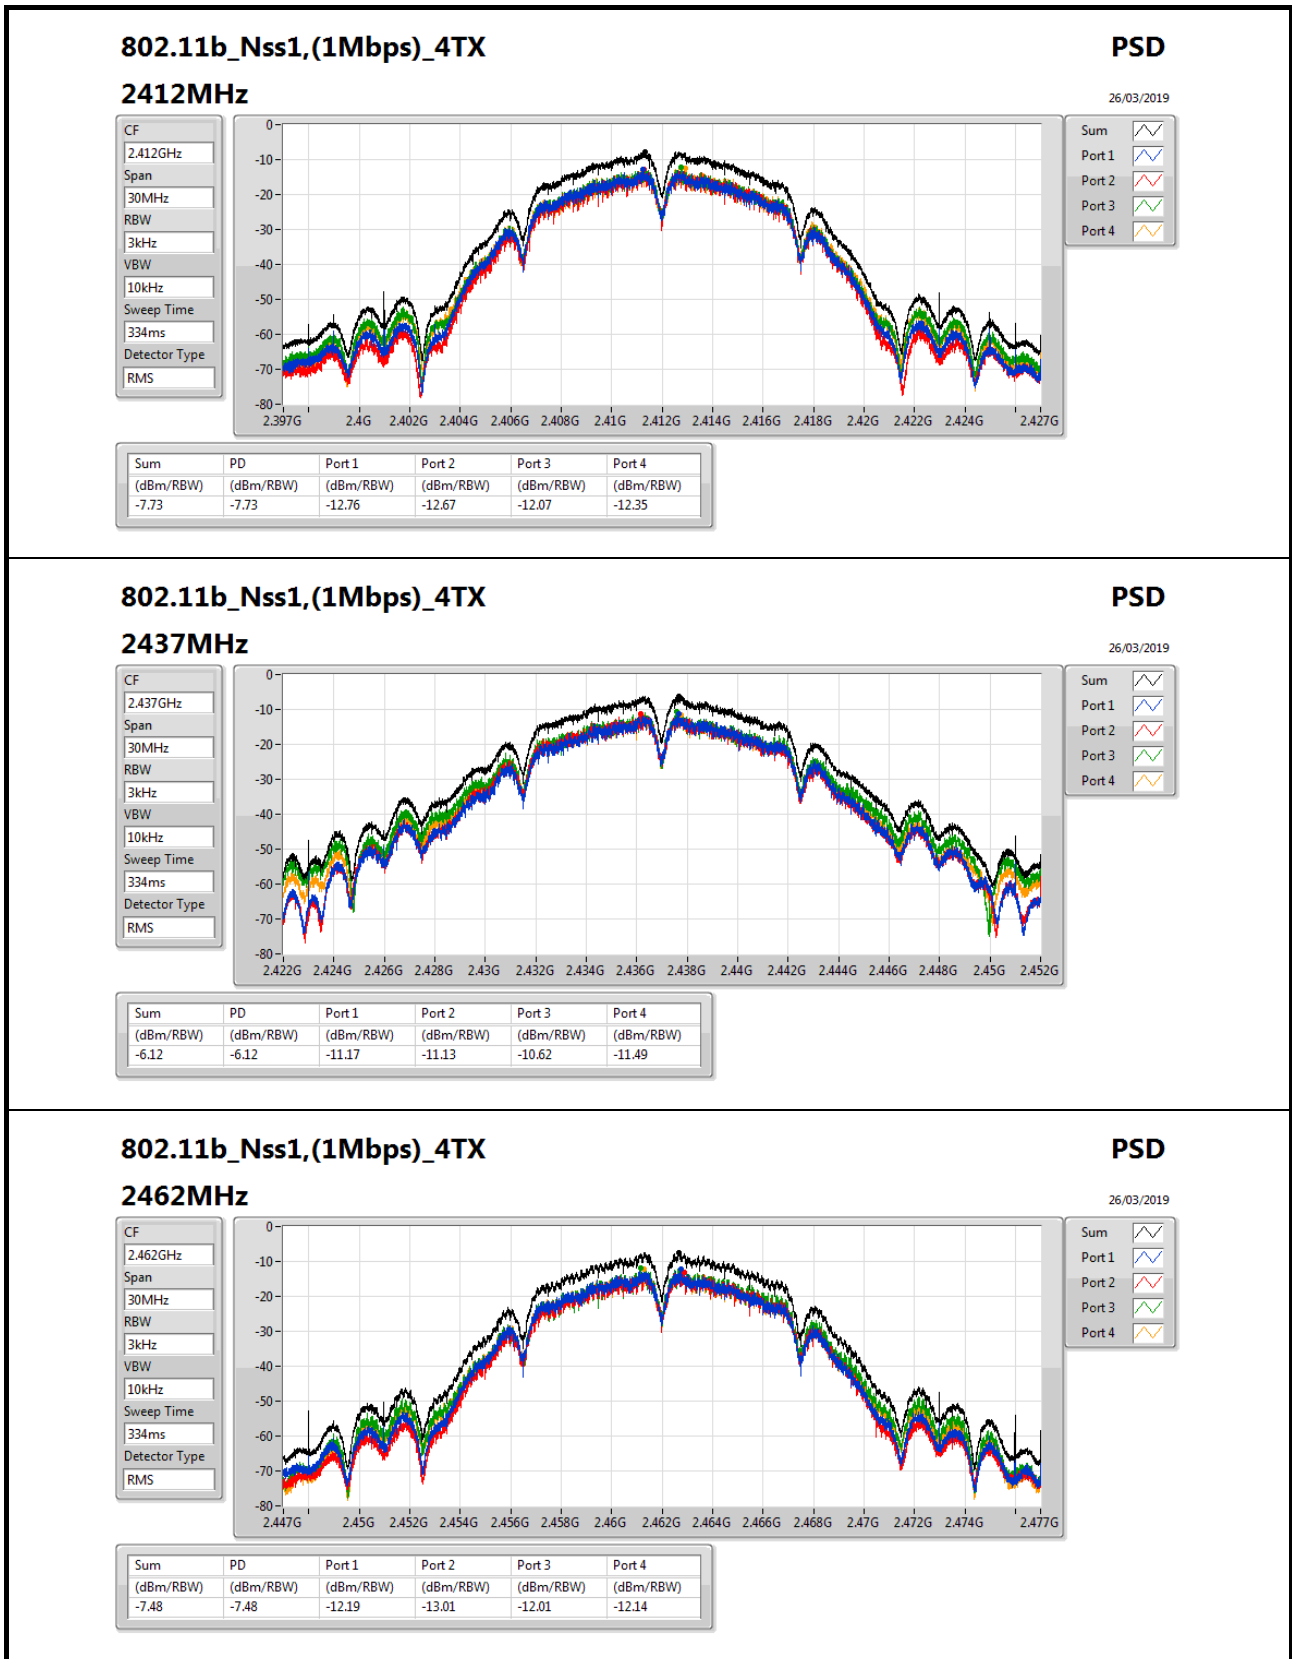 802.11b_Nss1,(1Mbps)_4TX PSD
2412MHz 26/03/2019
CF
2.412GHz
Span
30MHz
RBW
3kHz
VBW
10kHz
Sweep Time
334ms
Detector Type
RMS
0
-10
-20
-30
-40
-50
-60
-70
-80
2.397G 2.4G 2.402G 2.404G 2.406G 2.408G 2.41G 2.412G 2.414G 2.416G 2.418G 2.42G 2.422G 2.424G 2.427G
Sum
Port 1
Port 2
Port 3
Port 4
Sum PD Port 1 Port 2 Port 3 Port 4
(dBm/RBW) (dBm/RBW) (dBm/RBW) (dBm/RBW) (dBm/RBW) (dBm/RBW)
-7.73 -7.73 -12.76 -12.67 -12.07 -12.35
802.11b_Nss1,(1Mbps)_4TX PSD
2437MHz 26/03/2019
CF
2.437GHz
Span
30MHz
RBW
3kHz
VBW
10kHz
Sweep Time
334ms
Detector Type
RMS
0
-10
-20
-30
-40
-50
-60
-70
-80
2.422G 2.424G 2.426G 2.428G 2.43G 2.432G 2.434G 2.436G 2.438G 2.44G 2.442G 2.444G 2.446G 2.448G 2.45G 2.452G
Sum
Port 1
Port 2
Port 3
Port 4
Sum PD Port 1 Port 2 Port 3 Port 4
(dBm/RBW) (dBm/RBW) (dBm/RBW) (dBm/RBW) (dBm/RBW) (dBm/RBW)
-6.12 -6.12 -11.17 -11.13 -10.62 -11.49
802.11b_Nss1,(1Mbps)_4TX PSD
2462MHz 26/03/2019
CF
2.462GHz
Span
30MHz
RBW
3kHz
VBW
10kHz
Sweep Time
334ms
Detector Type
RMS
0
-10
-20
-30
-40
-50
-60
-70
-80
2.447G 2.45G 2.452G 2.454G 2.456G 2.458G 2.46G 2.462G 2.464G 2.466G 2.468G 2.47G 2.472G 2.474G 2.477G
Sum
Port 1
Port 2
Port 3
Port 4
Sum PD Port 1 Port 2 Port 3 Port 4
(dBm/RBW) (dBm/RBW) (dBm/RBW) (dBm/RBW) (dBm/RBW) (dBm/RBW)
-7.48 -7.48 -12.19 -13.01 -12.01 -12.14